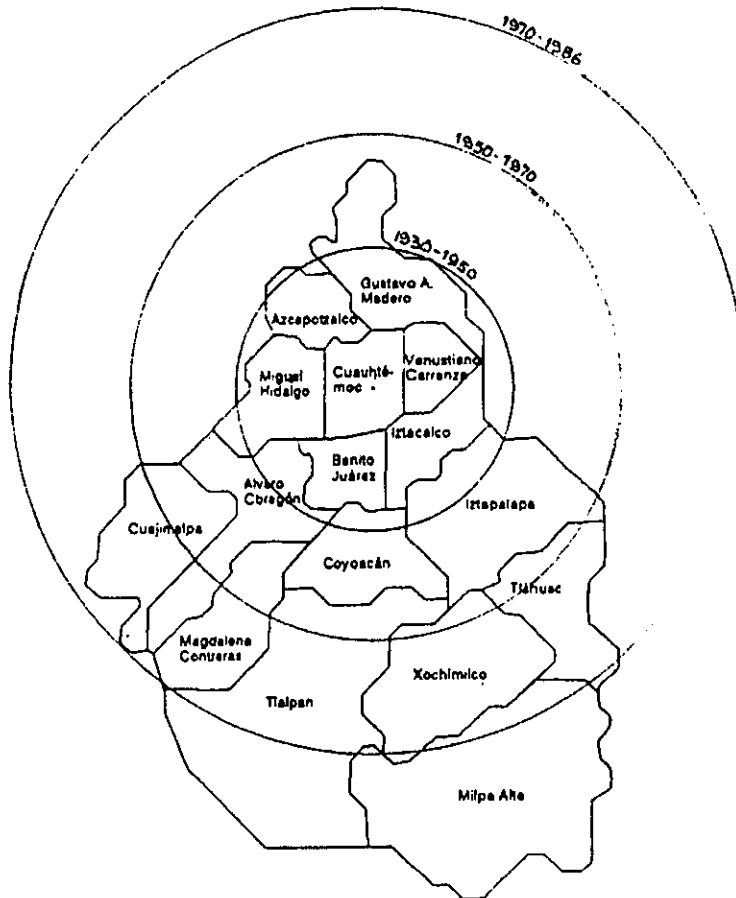 1970-1986
1950-1970
1930-1950
Gustavo A.
Madero
Azcapotzalco
Miguel
Hidalgo
Cuauhté-
moc
Venustiano
Carranza
Iztacalco
Benito
Juárez
Alvaro
Obregón
Iztapalapa
Cuajimalpa
Coyoacán
Tláhuac
Magdalena
Contreras
Xochimilco
Tlalpan
Milpa Alta